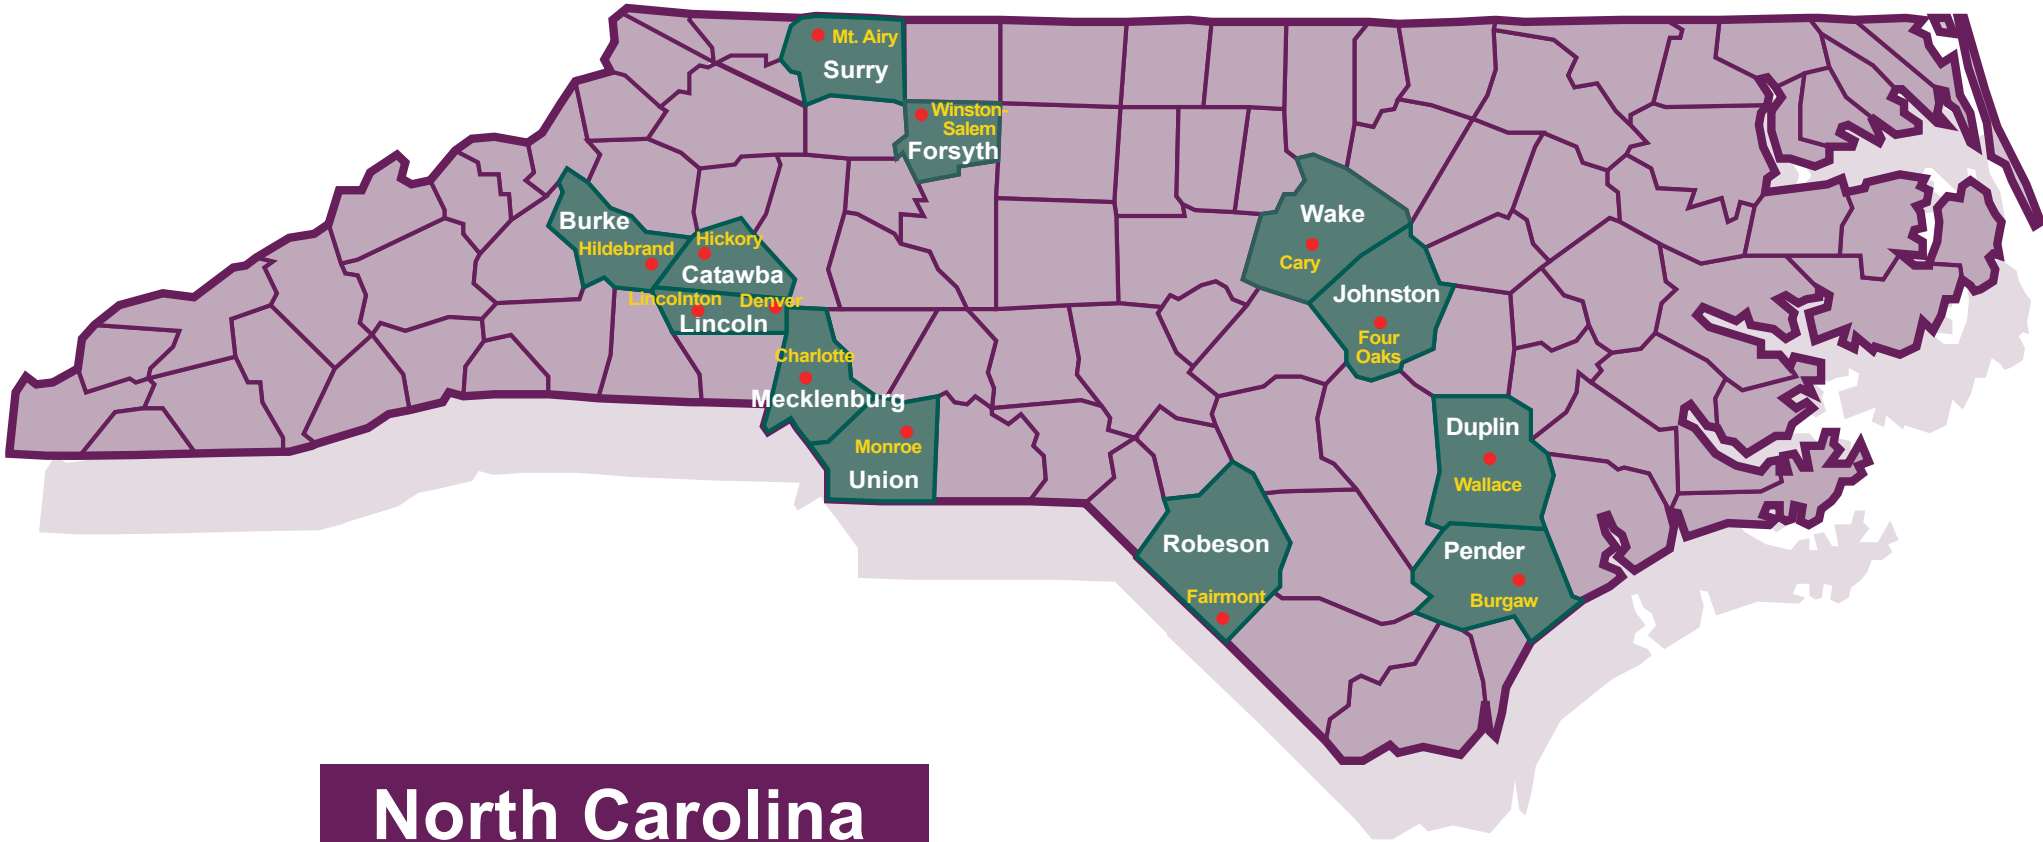 Mt. Airy
Surry
Winston-
Salem
Forsyth
Burke
Hildebrand
Hickory
Catawba
Lincolnton
Denver
Lincoln
Charlotte
Mecklenburg
Monroe
Union
Wake
Cary
Johnston
Four
Oaks
Duplin
Wallace
Robeson
Fairmont
Pender
Burgaw
North Carolina